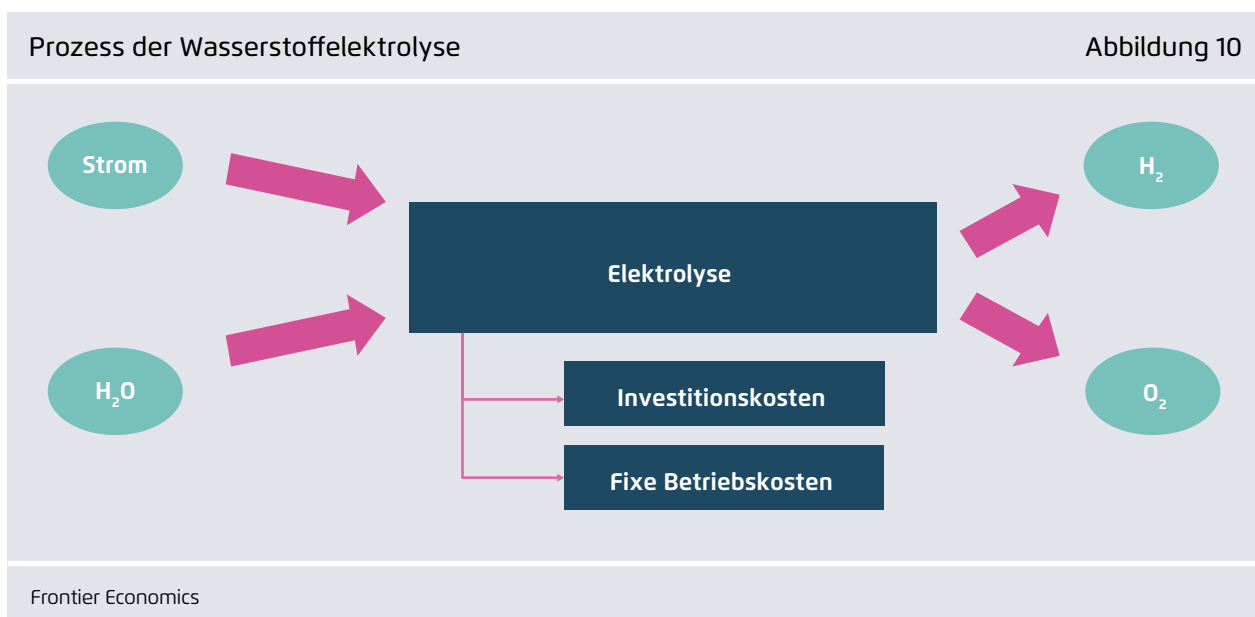 Prozess der Wasserstoffelektrolyse
Abbildung 10
Strom
H₂
Elektrolyse
H₂O
O₂
Investitionskosten
Fixe Betriebskosten
Frontier Economics